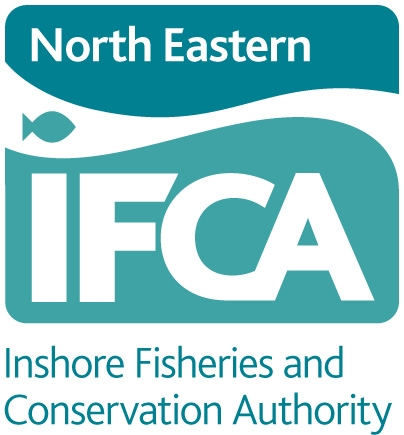 North Eastern
IFCA
Inshore Fisheries and
Conservation Authority